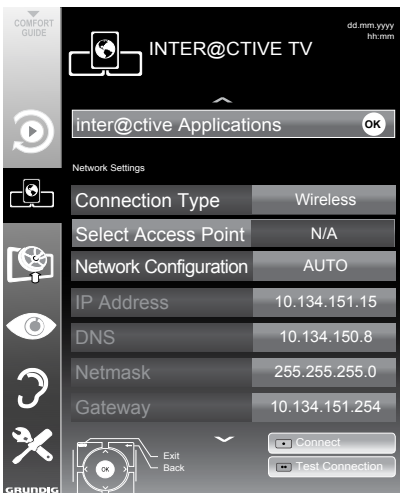 COMFORT
GUIDE
INTER@CTIVE TV
dd.mm.yyyy
hh:mm
inter@ctive Applications OK
Network Settings
Connection Type Wireless
Select Access Point N/A
Network Configuration AUTO
IP Address 10.134.151.15
DNS 10.134.150.8
Netmask 255.255.255.0
Gateway 10.134.151.254
Exit
Back
OK
Connect
Test Connection
GRUNDIG